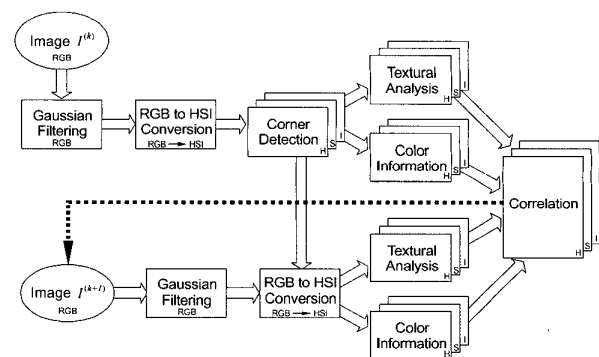 Image I^(k)
RGB
Gaussian
Filtering
RGB
RGB to HSI
Conversion
RGB → HSI
Corner
Detection
H S I
Textural
Analysis
H S I
Color
Information
H S I
Correlation
H S I
Image I^(k+1)
RGB
Gaussian
Filtering
RGB
RGB to HSI
Conversion
RGB → HSI
Textural
Analysis
H S I
Color
Information
H S I